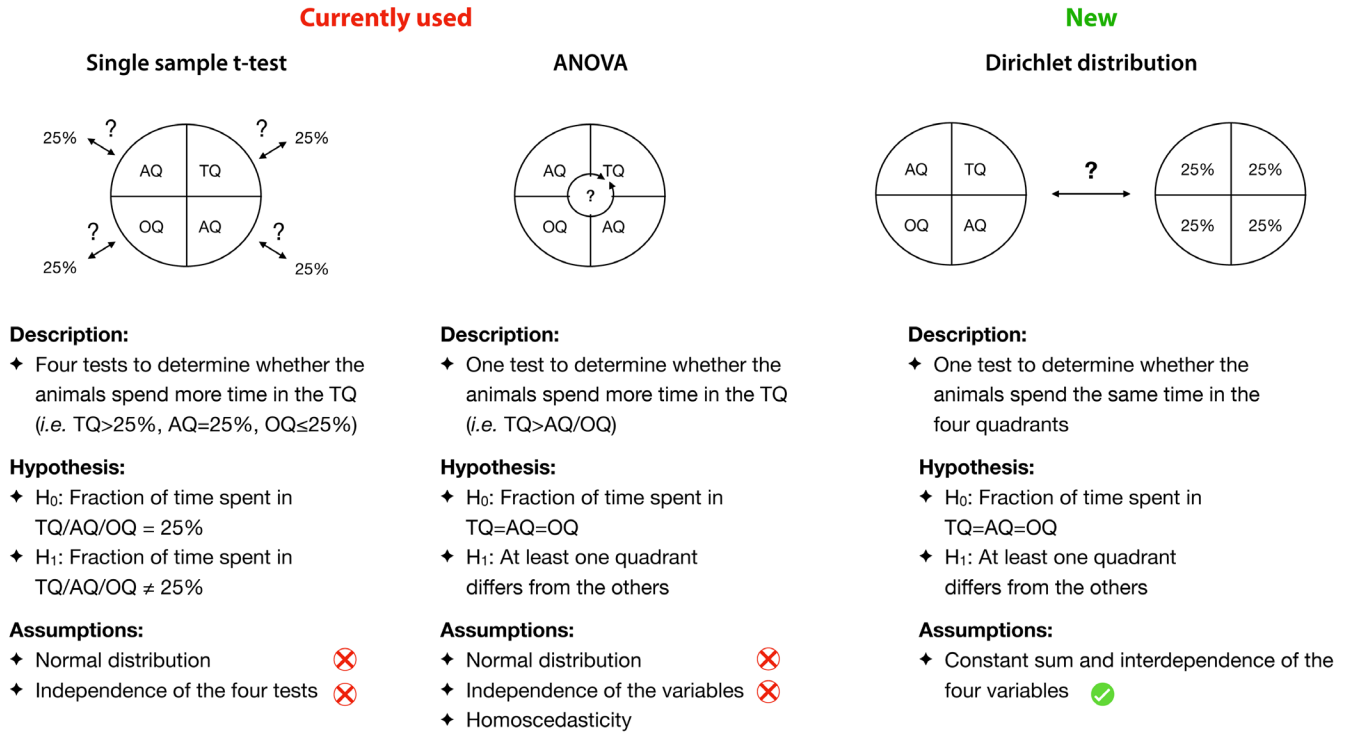 Currently used
New
Single sample t-test
ANOVA
Dirichlet distribution
25%
?
?
25%
AQ
TQ
OQ
AQ
?
?
25%
25%
AQ
TQ
?
OQ
AQ
AQ
TQ
OQ
AQ
?
25%
25%
25%
25%
Description:
✦ Four tests to determine whether the
animals spend more time in the TQ
(i.e. TQ>25%, AQ=25%, OQ≤25%)
Hypothesis:
✦ H₀: Fraction of time spent in
TQ/AQ/OQ = 25%
✦ H₁: Fraction of time spent in
TQ/AQ/OQ ≠ 25%
Assumptions:
✦ Normal distribution
✦ Independence of the four tests
Description:
✦ One test to determine whether the
animals spend more time in the TQ
(i.e. TQ>AQ/OQ)
Hypothesis:
✦ H₀: Fraction of time spent in
TQ=AQ=OQ
✦ H₁: At least one quadrant
differs from the others
Assumptions:
✦ Normal distribution
✦ Independence of the variables
✦ Homoscedasticity
Description:
✦ One test to determine whether the
animals spend the same time in the
four quadrants
Hypothesis:
✦ H₀: Fraction of time spent in
TQ=AQ=OQ
✦ H₁: At least one quadrant
differs from the others
Assumptions:
✦ Constant sum and interdependence of the
four variables